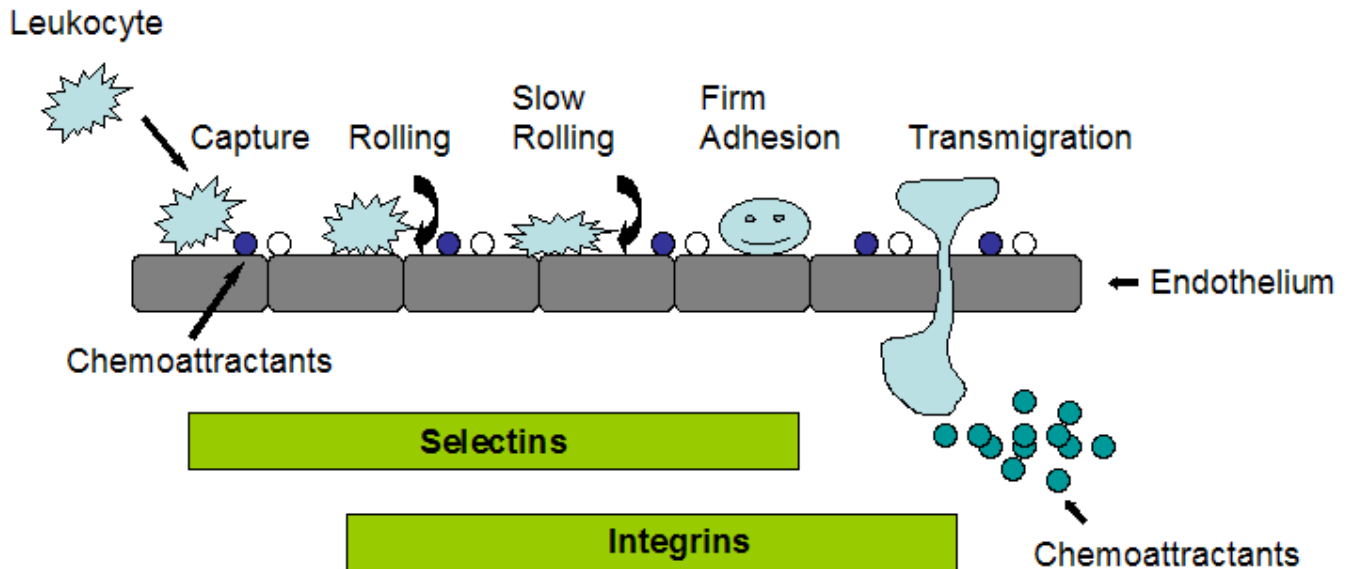 Leukocyte
Capture
Rolling
Slow
Rolling
Firm
Adhesion
Transmigration
Endothelium
Chemoattractants
Selectins
Integrins
Chemoattractants